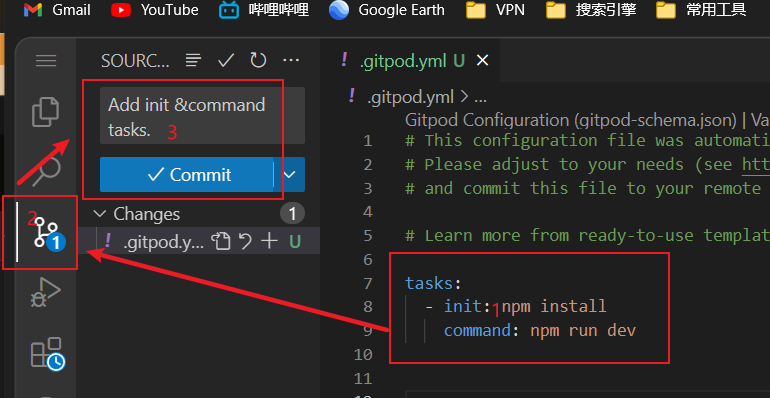 Gmail YouTube 哔哩哔哩 Google Earth VPN 搜索引擎 常用工具
SOURC... ...
! .gitpod.yml U ×
! .gitpod.yml > ...
Add init &command
tasks. 3
Commit
Changes 1
! .gitpod.y... U
2
1
Gitpod Configuration (gitpod-schema.json) | Va
1 # This configuration file was automati
2 # Please adjust to your needs (see htt
3 # and commit this file to your remote
4
5 # Learn more from ready-to-use templat
6
7 tasks:
8 - init: 1 npm install
9 command: npm run dev
10
11